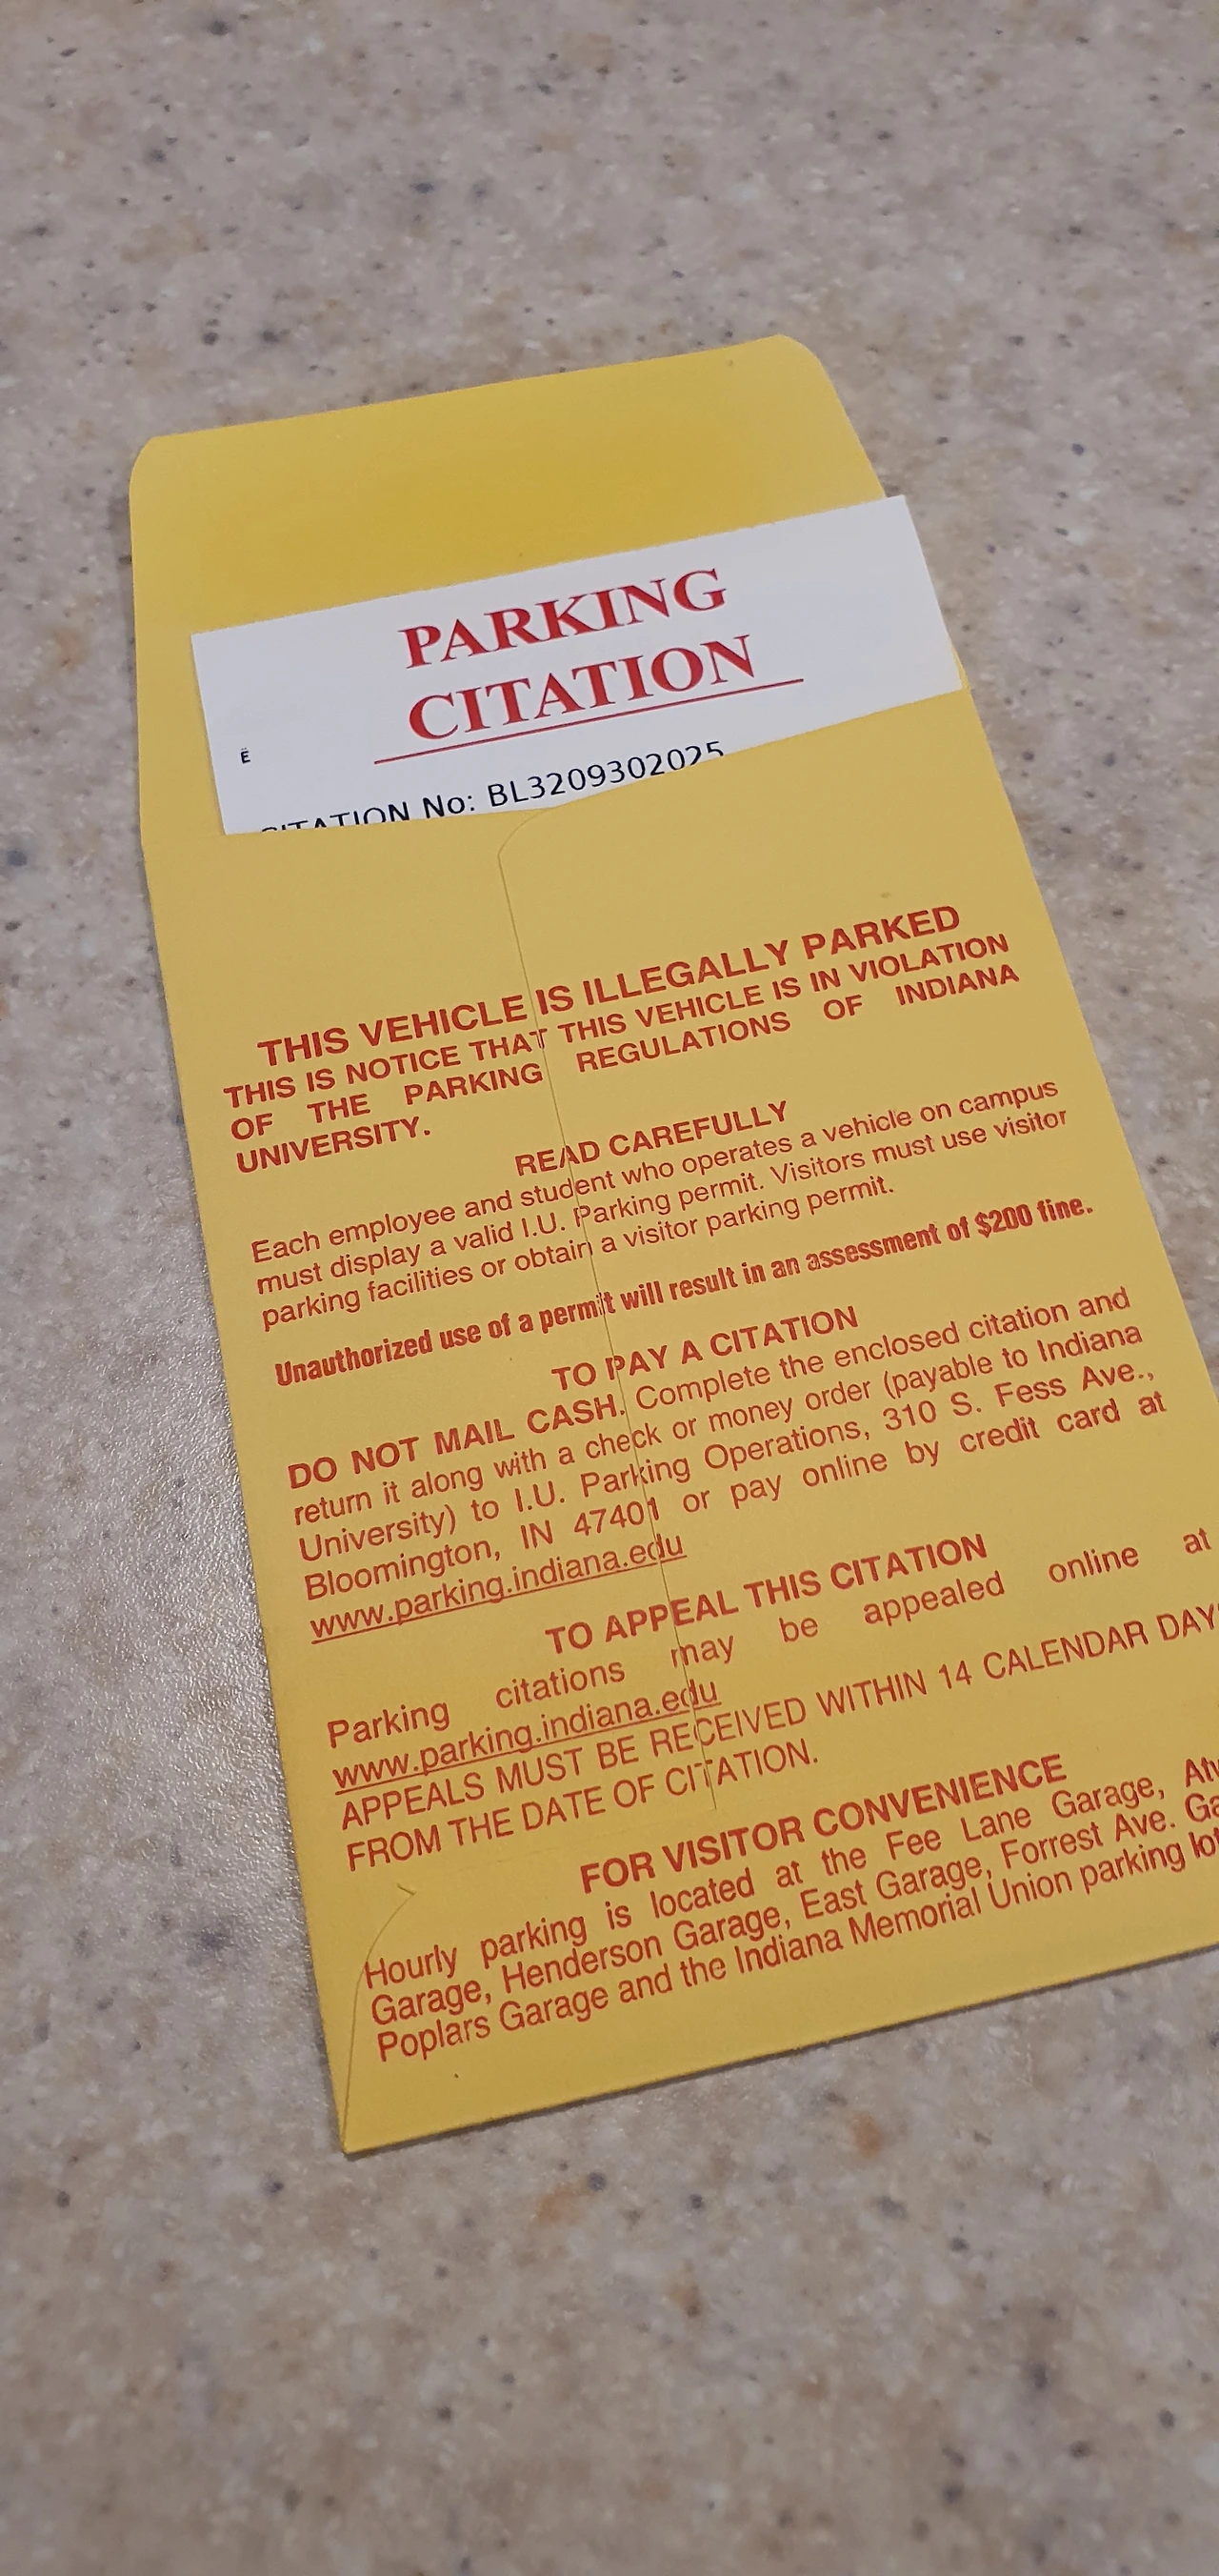 PARKING
CITATION
Ë
CITATION No: BL3209302025
THIS VEHICLE IS ILLEGALLY PARKED
THIS IS NOTICE THAT THIS VEHICLE IS IN VIOLATION
OF THE PARKING REGULATIONS OF INDIANA
UNIVERSITY.
READ CAREFULLY
Each employee and student who operates a vehicle on campus
must display a valid I.U. Parking permit. Visitors must use visitor
parking facilities or obtain a visitor parking permit.
Unauthorized use of a permit will result in an assessment of $200 fine.
TO PAY A CITATION
DO NOT MAIL CASH. Complete the enclosed citation and
return it along with a check or money order (payable to Indiana
University) to I.U. Parking Operations, 310 S. Fess Ave.,
Bloomington, IN 47401 or pay online by credit card at
www.parking.indiana.edu
TO APPEAL THIS CITATION
Parking citations may be appealed online at
www.parking.indiana.edu
APPEALS MUST BE RECEIVED WITHIN 14 CALENDAR DAY
FROM THE DATE OF CITATION.
FOR VISITOR CONVENIENCE
Hourly parking is located at the Fee Lane Garage,
Garage, Henderson Garage, East Garage, Forrest Ave.
Poplars Garage and the Indiana Memorial Union parking lot